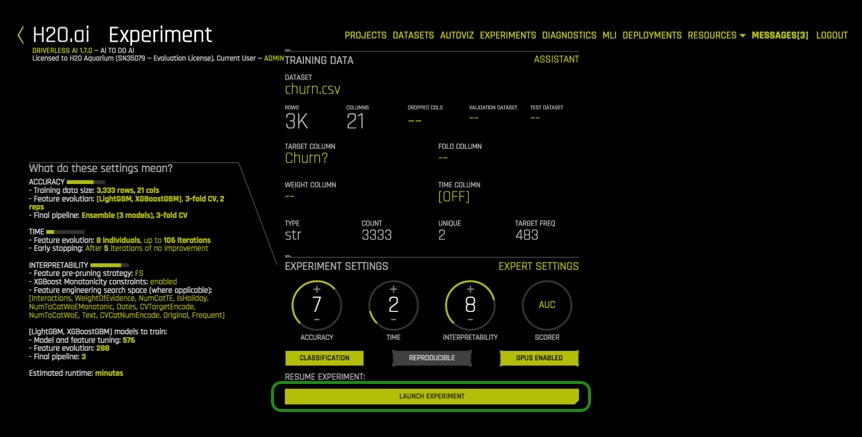 H2O.ai Experiment
DRIVERLESS AI 1.7.0 — AI TO DO AI
Licensed to H2O Aquarium (SN35079 — Evaluation License). Current User — ADMIN
PROJECTS DATASETS AUTOVIZ EXPERIMENTS DIAGNOSTICS MLI DEPLOYMENTS RESOURCES MESSAGES[3] LOGOUT
TRAINING DATA ASSISTANT
DATASET
churn.csv
ROWS COLUMNS DROPPED COLS VALIDATION DATASET TEST DATASET
3K 21 -- -- --
TARGET COLUMN FOLD COLUMN
Churn? --
WEIGHT COLUMN TIME COLUMN
-- [OFF]
TYPE COUNT UNIQUE TARGET FREQ
str 3333 2 483
What do these settings mean?
ACCURACY
- Training data size: 3,333 rows, 21 cols
- Feature evolution: [LightGBM, XGBoostGBM], 3-fold CV, 2
reps
- Final pipeline: Ensemble (3 models), 3-fold CV
TIME
- Feature evolution: 8 individuals, up to 106 iterations
- Early stopping: After 5 iterations of no improvement
INTERPRETABILITY
- Feature pre-pruning strategy: FS
- XGBoost Monotonicity constraints: enabled
- Feature engineering search space (where applicable):
[Interactions, WeightOfEvidence, NumCatTE, IsHoliday,
NumToCatWoEMonotonic, Dates, CVTargetEncode,
NumToCatWoE, Text, CVCatNumEncode, Original, Frequent]
[LightGBM, XGBoostGBM] models to train:
- Model and feature tuning: 576
- Feature evolution: 288
- Final pipeline: 3
Estimated runtime: minutes
EXPERIMENT SETTINGS EXPERT SETTINGS
+ + +
7 2 8 AUC
- - -
ACCURACY TIME INTERPRETABILITY SCORER
CLASSIFICATION REPRODUCIBLE GPUS ENABLED
RESUME EXPERIMENT:
LAUNCH EXPERIMENT